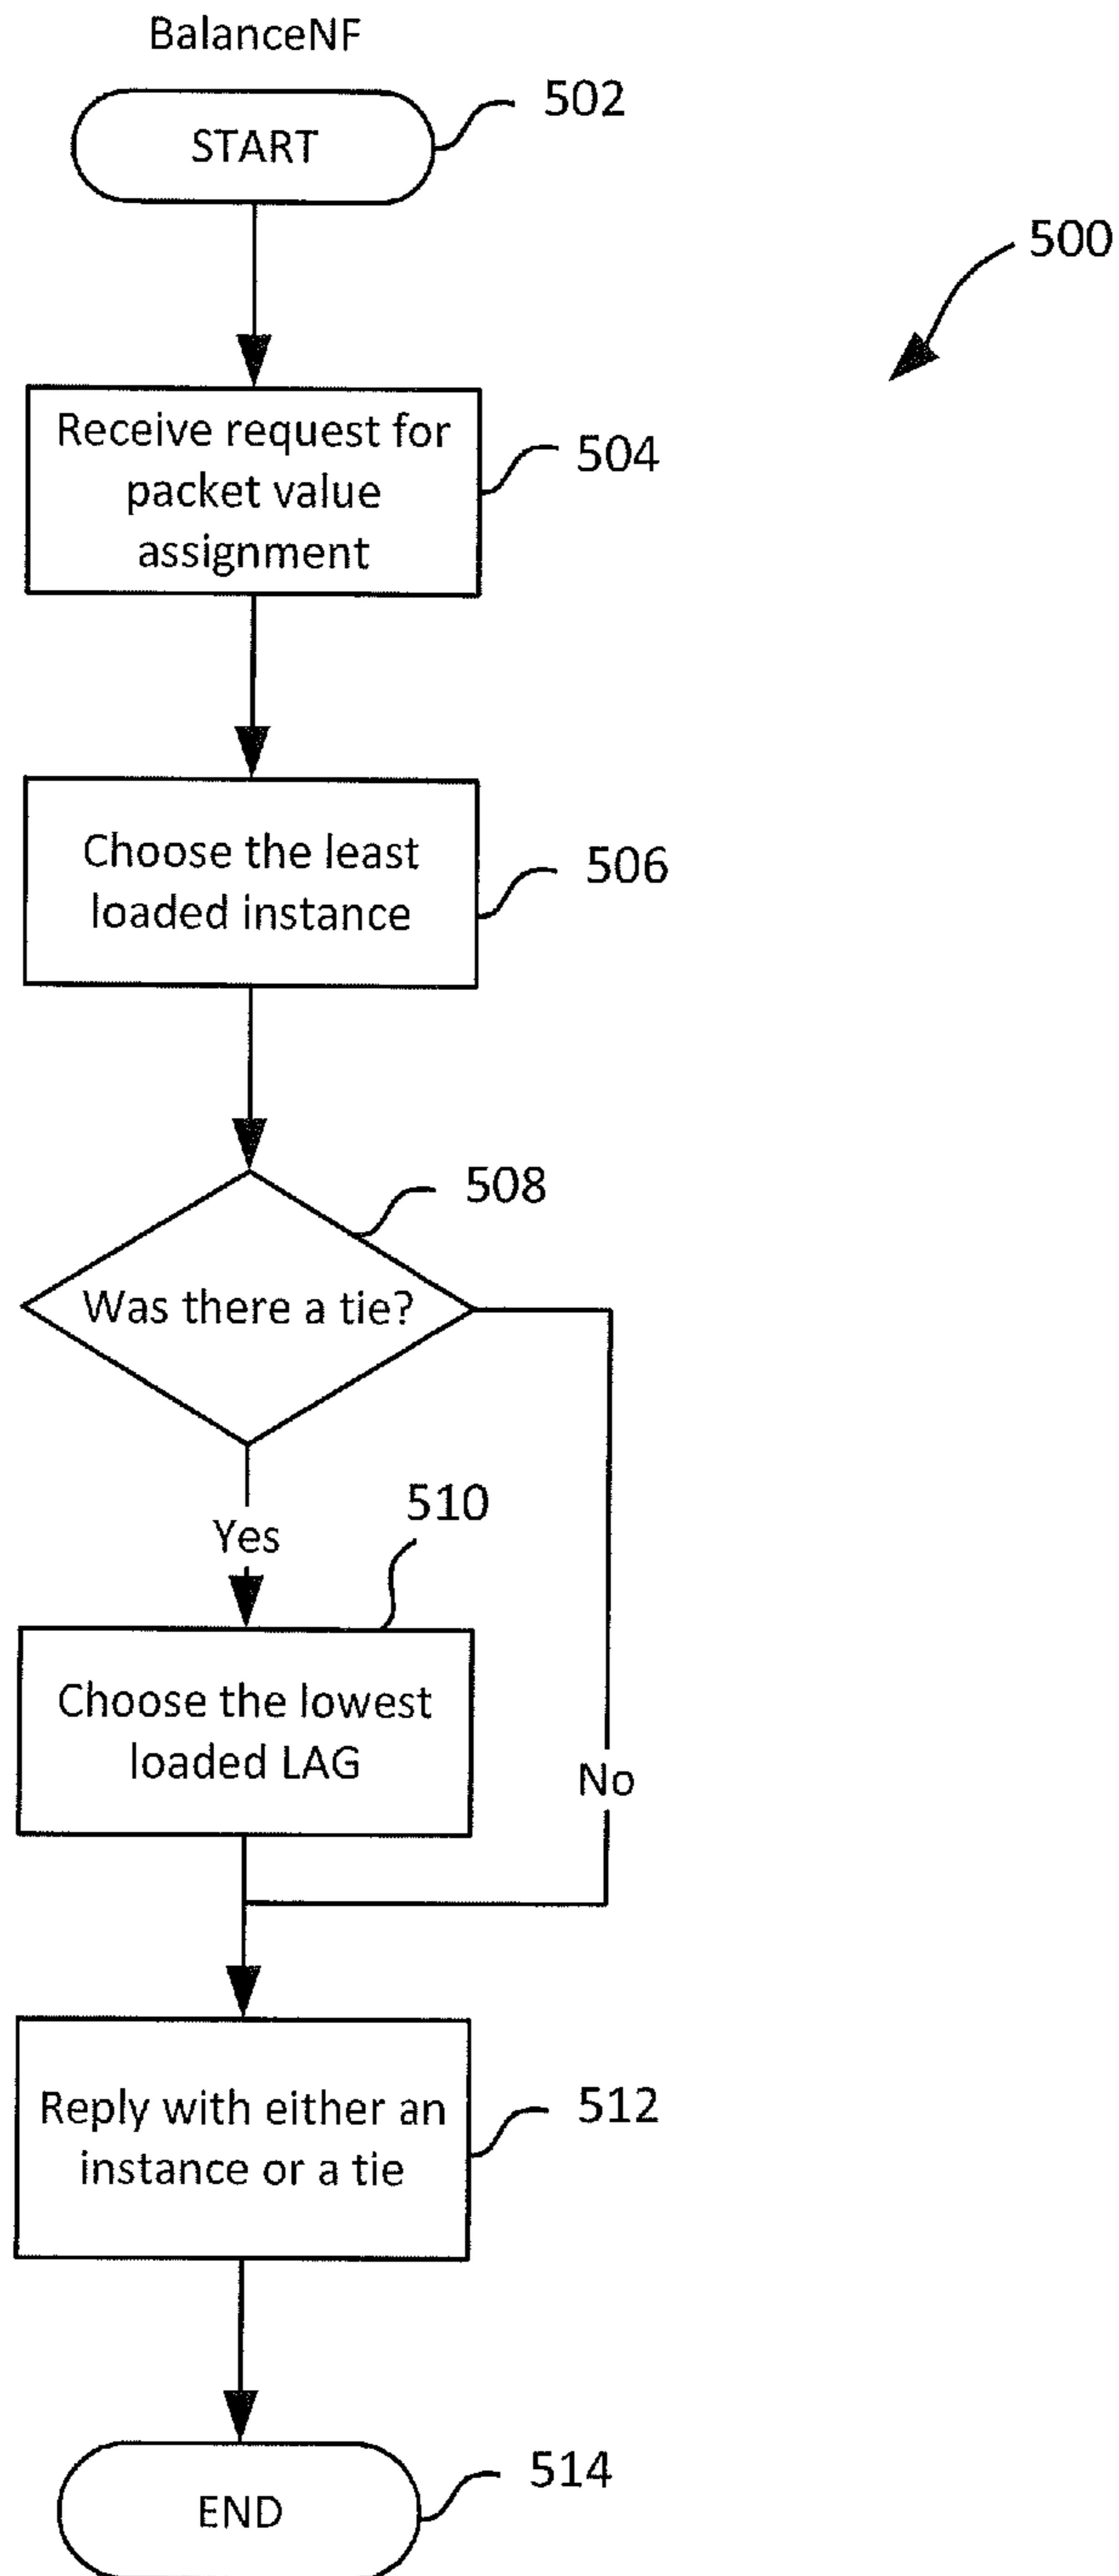 BalanceNF
START
502
500
Receive request for
packet value
assignment
504
Choose the least
loaded instance
506
508
Was there a tie?
510
Yes
Choose the lowest
loaded LAG
No
Reply with either an
instance or a tie
512
END
514